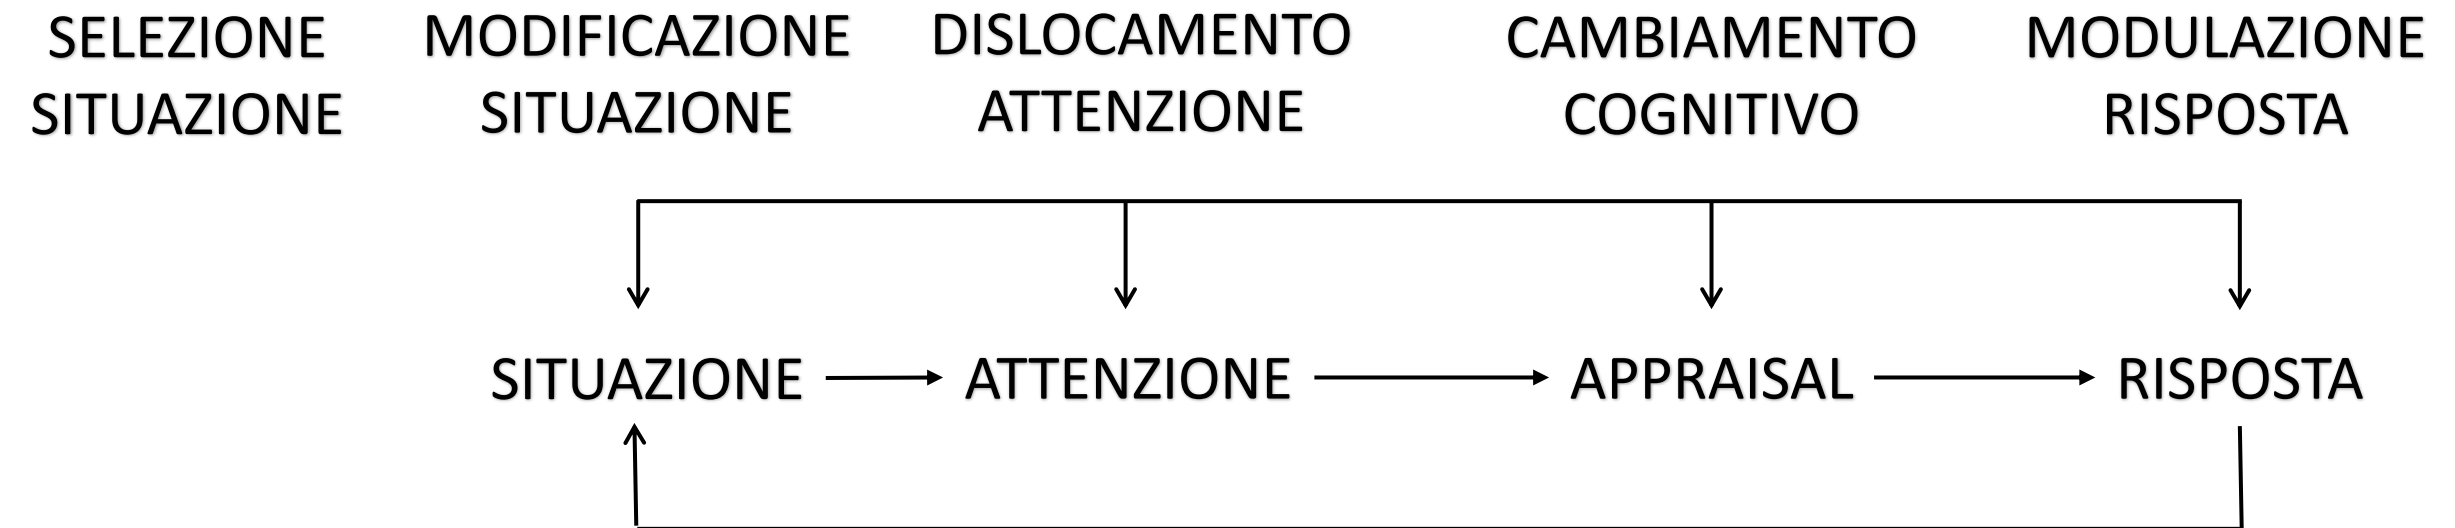 SELEZIONE
SITUAZIONE
MODIFICAZIONE
SITUAZIONE
DISLOCAMENTO
ATTENZIONE
CAMBIAMENTO
COGNITIVO
MODULAZIONE
RISPOSTA
SITUAZIONE
ATTENZIONE
APPRAISAL
RISPOSTA